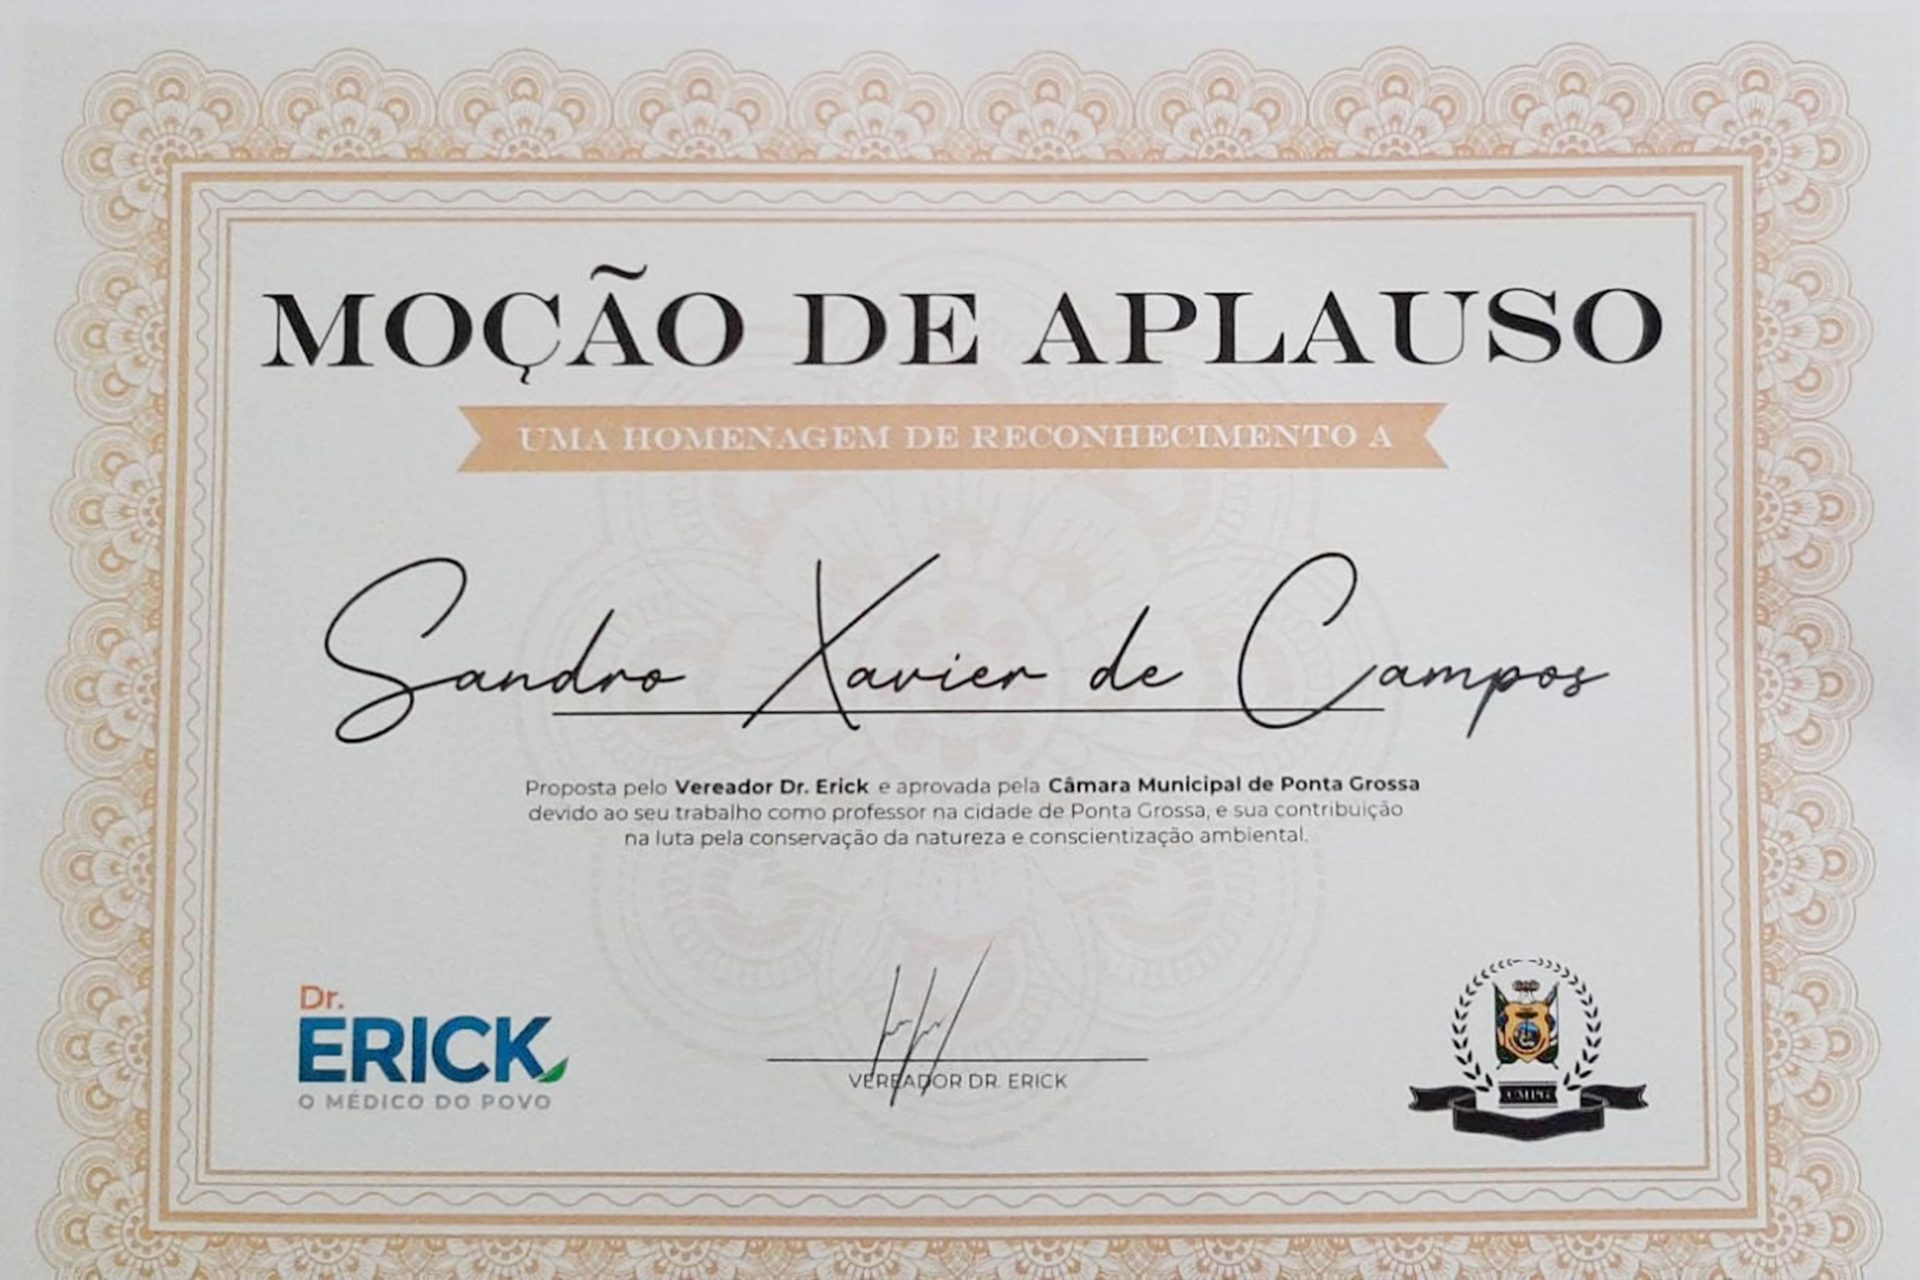 MOÇÃO DE APLAUSO
UMA HOMENAGEM DE RECONHECIMENTO A
Sandro Xavier de Campos
Proposta pelo Vereador Dr. Erick e aprovada pela Câmara Municipal de Ponta Grossa
devido ao seu trabalho como professor na cidade de Ponta Grossa, e sua contribuição
na luta pela conservação da natureza e conscientização ambiental.
Dr.
ERICK
O MÉDICO DO POVO
VEREADOR DR. ERICK
CMPG